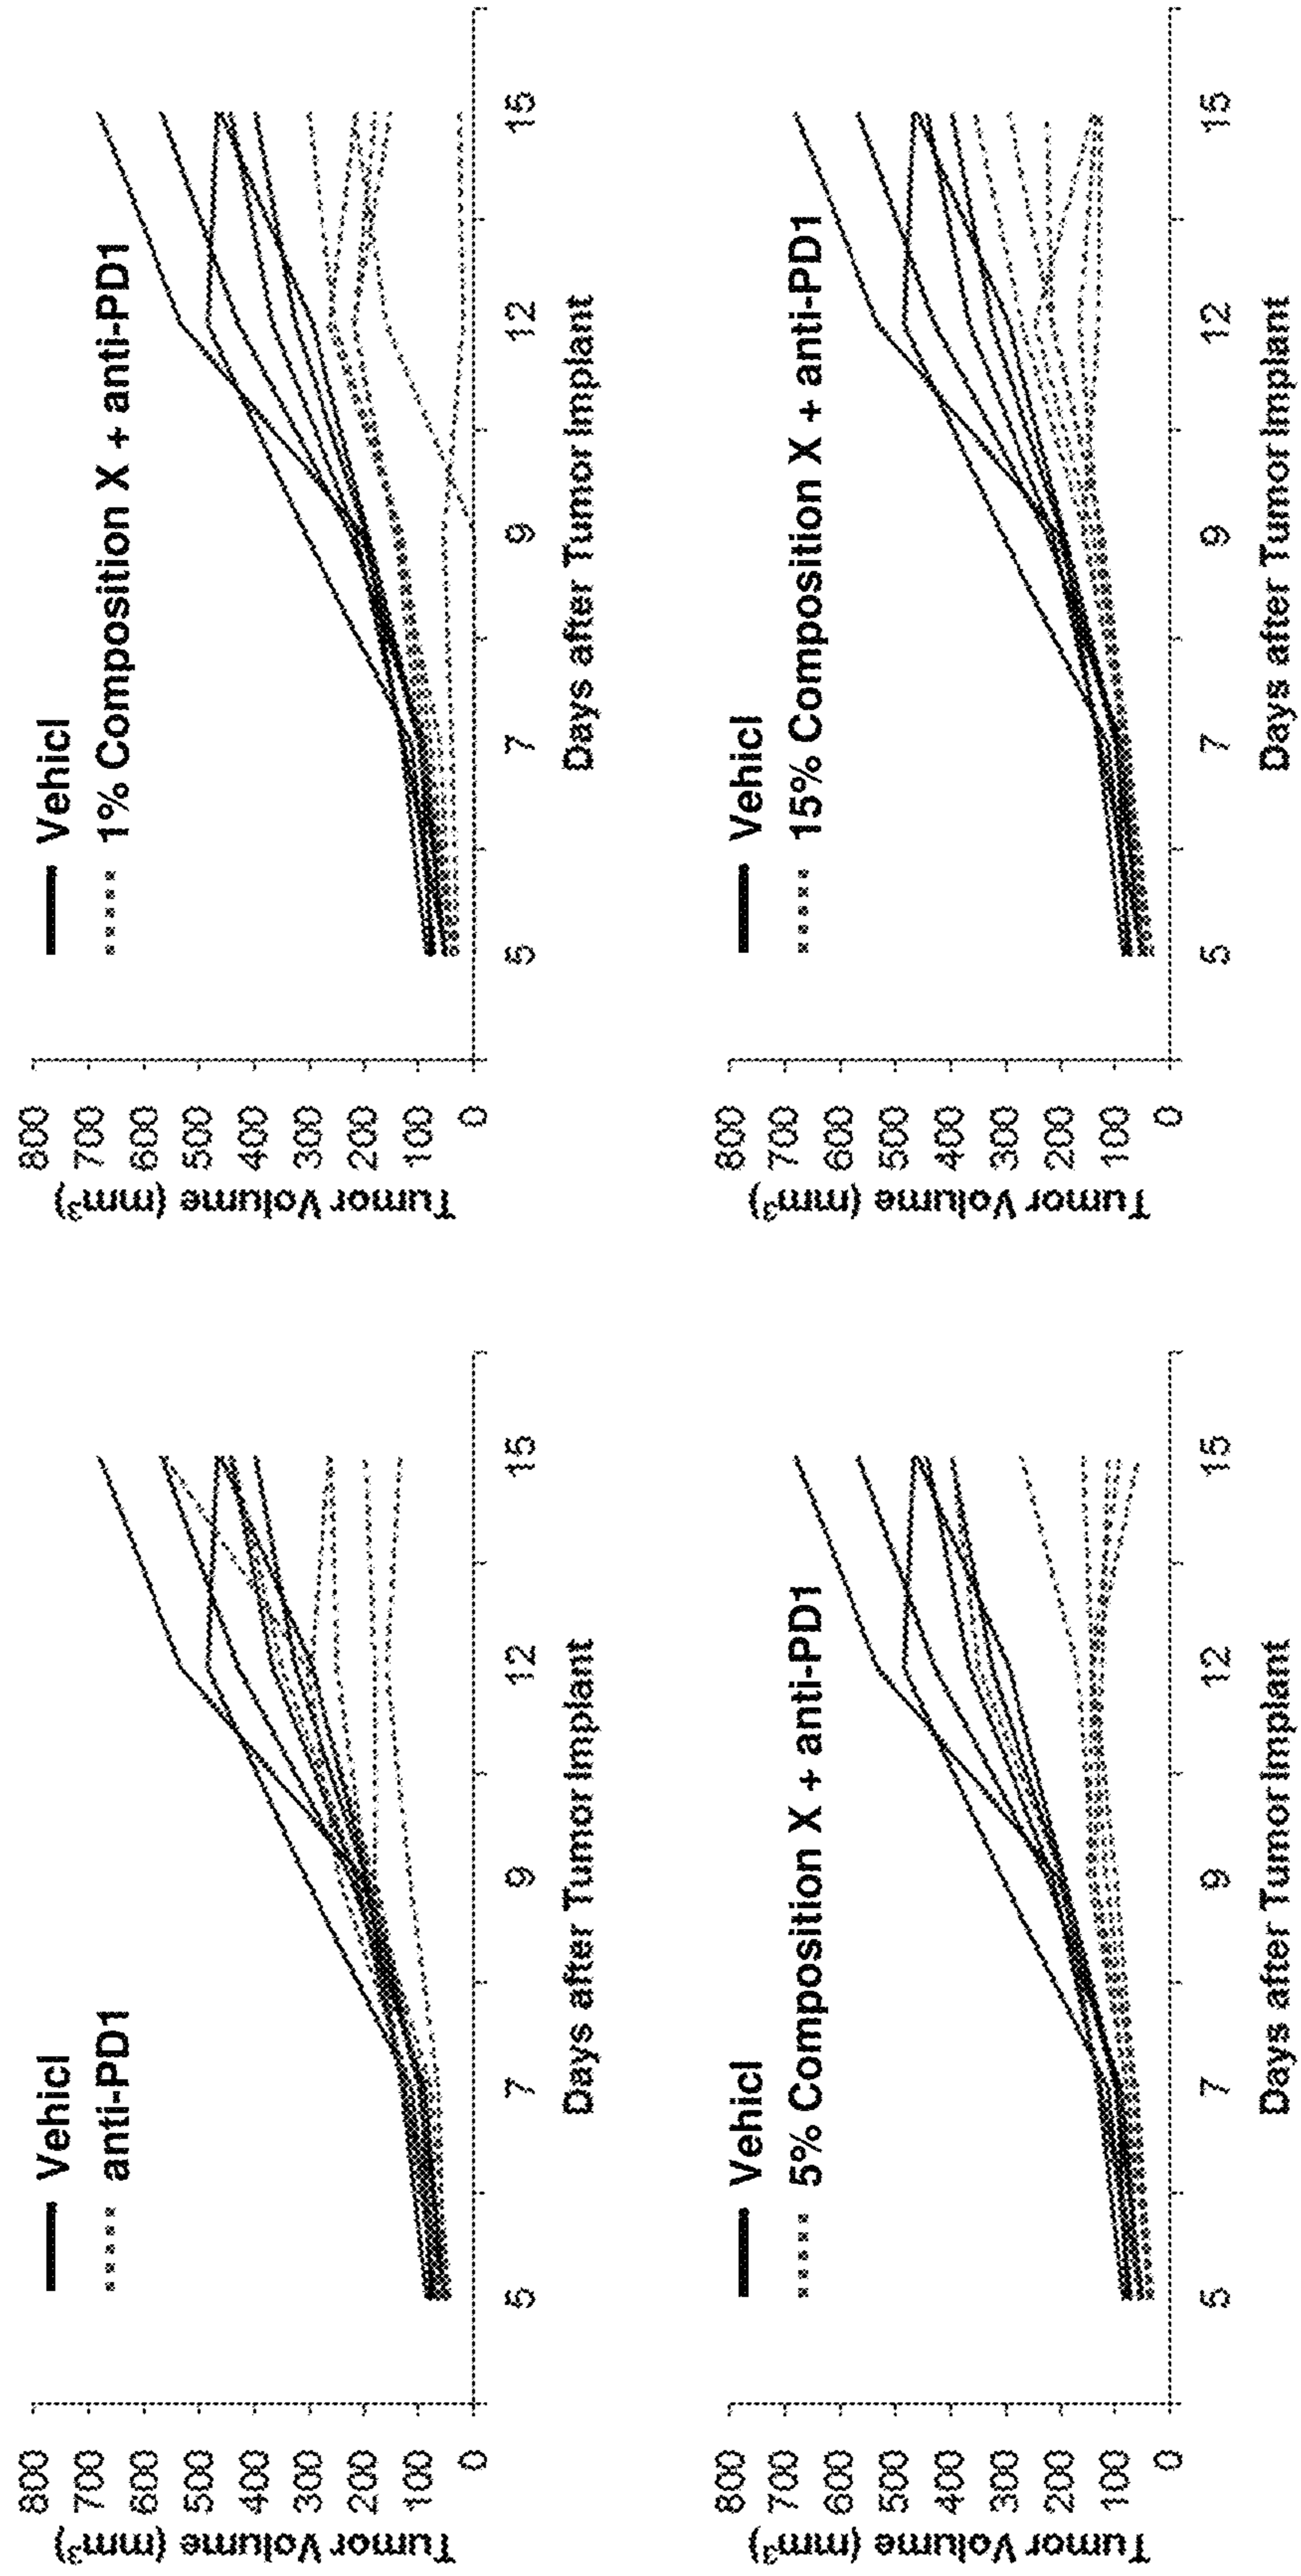 Vehicl
anti-PD1
800
700
600
500
400
300
200
100
0
Tumor Volume (mm³)
5 7 9 12 15
Days after Tumor Implant
Vehicl
1% Composition X + anti-PD1
800
700
600
500
400
300
200
100
0
Tumor Volume (mm³)
5 7 9 12 15
Days after Tumor Implant
Vehicl
5% Composition X + anti-PD1
800
700
600
500
400
300
200
100
0
Tumor Volume (mm³)
5 7 9 12 15
Days after Tumor Implant
Vehicl
15% Composition X + anti-PD1
800
700
600
500
400
300
200
100
0
Tumor Volume (mm³)
5 7 9 12 15
Days after Tumor Implant